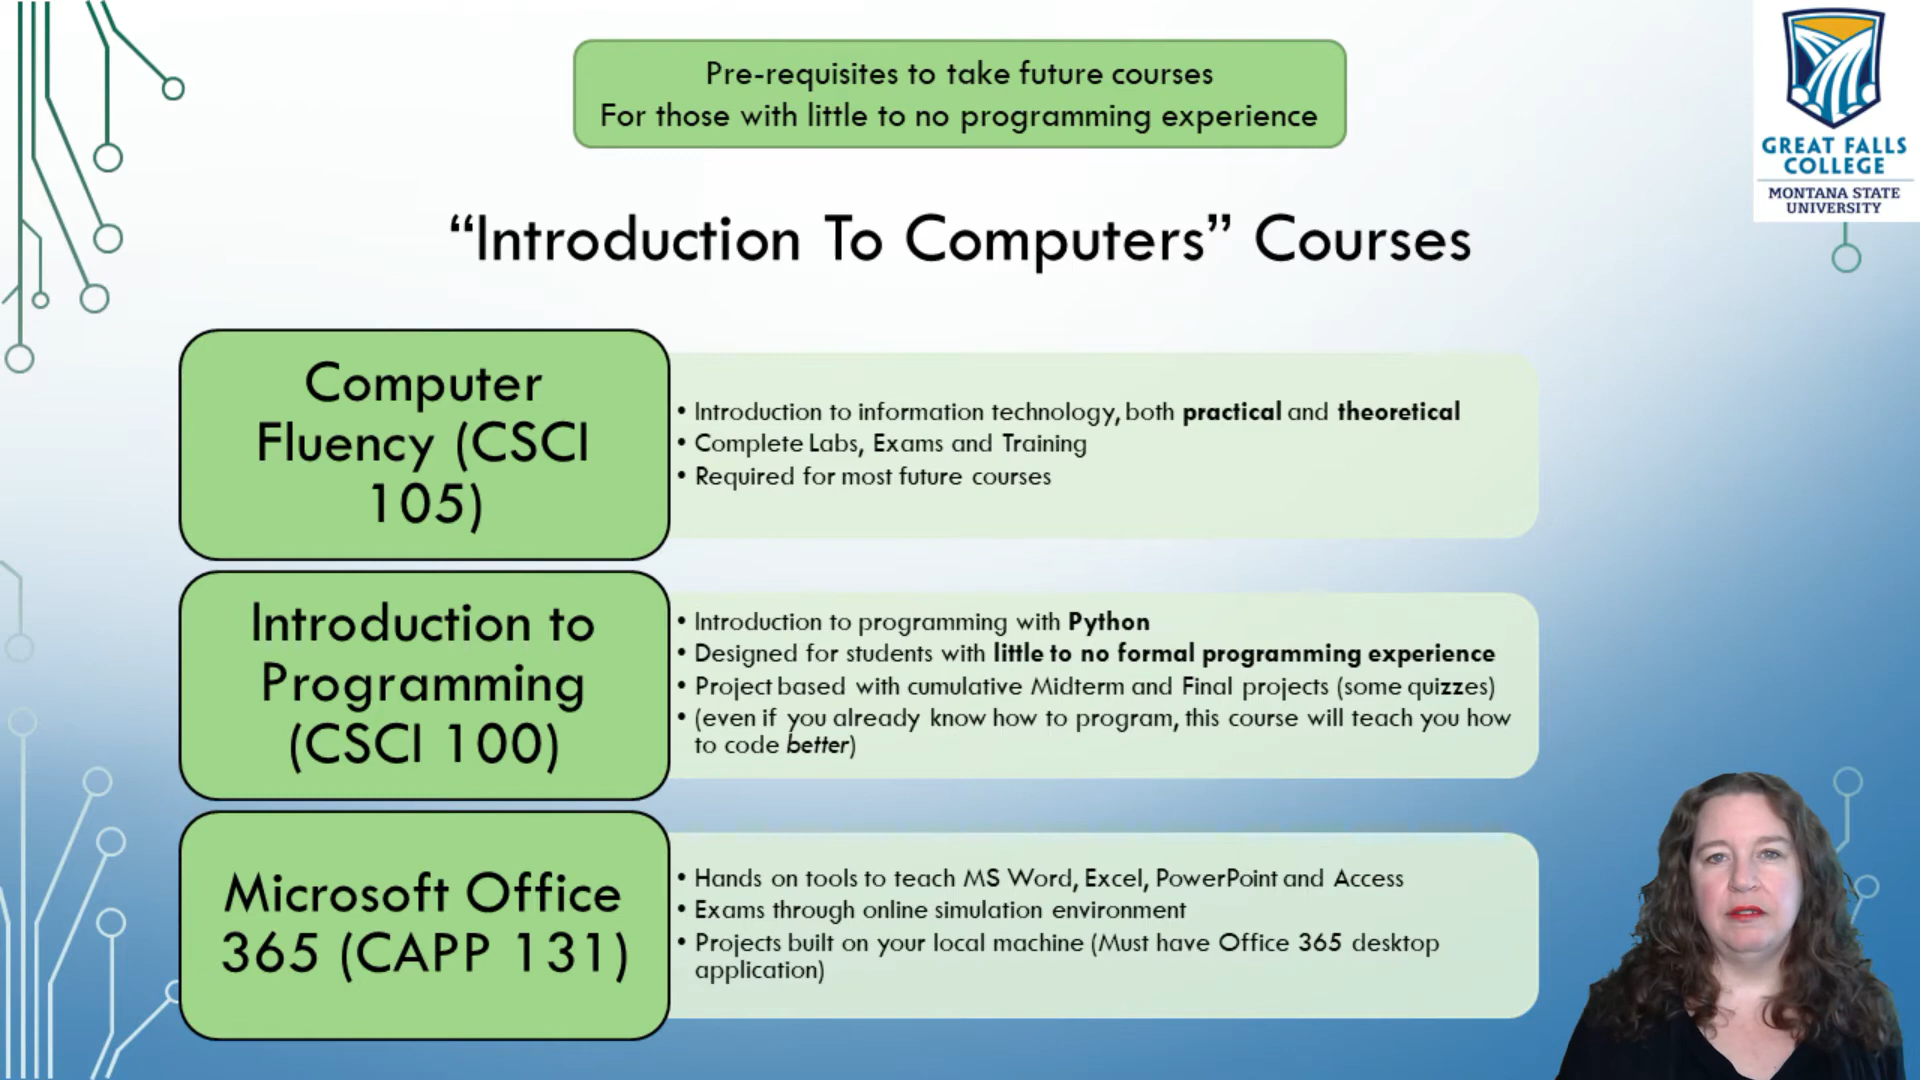 Pre-requisites to take future courses
For those with little to no programming experience
GREAT FALLS
COLLEGE
MONTANA STATE
UNIVERSITY
“Introduction To Computers” Courses
Computer
Fluency (CSCI
105)
• Introduction to information technology, both practical and theoretical
• Complete Labs, Exams and Training
• Required for most future courses
Introduction to
Programming
(CSCI 100)
• Introduction to programming with Python
• Designed for students with little to no formal programming experience
• Project based with cumulative Midterm and Final projects (some quizzes)
• (even if you already know how to program, this course will teach you how
to code better)
Microsoft Office
365 (CAPP 131)
• Hands on tools to teach MS Word, Excel, PowerPoint and Access
• Exams through online simulation environment
• Projects built on your local machine (Must have Office 365 desktop
application)